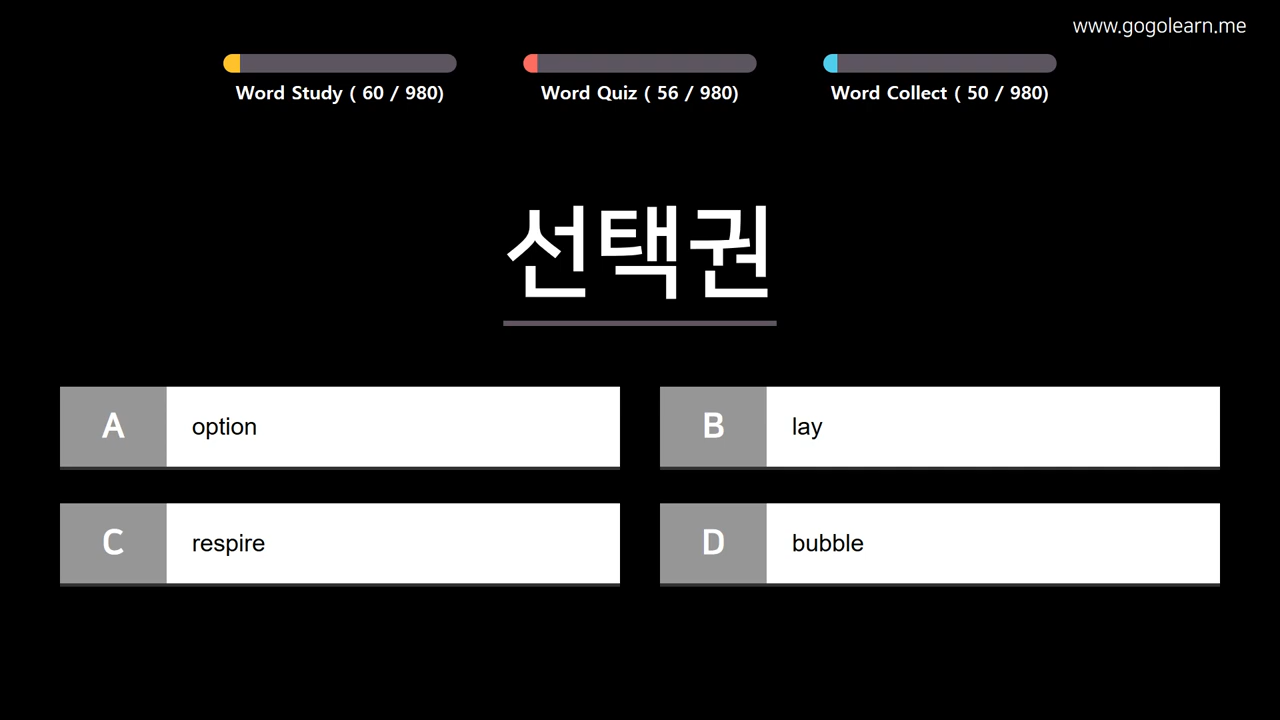 www.gogolearn.me
Word Study ( 60 / 980)
Word Quiz ( 56 / 980)
Word Collect ( 50 / 980)
선택권
A option
B lay
C respire
D bubble